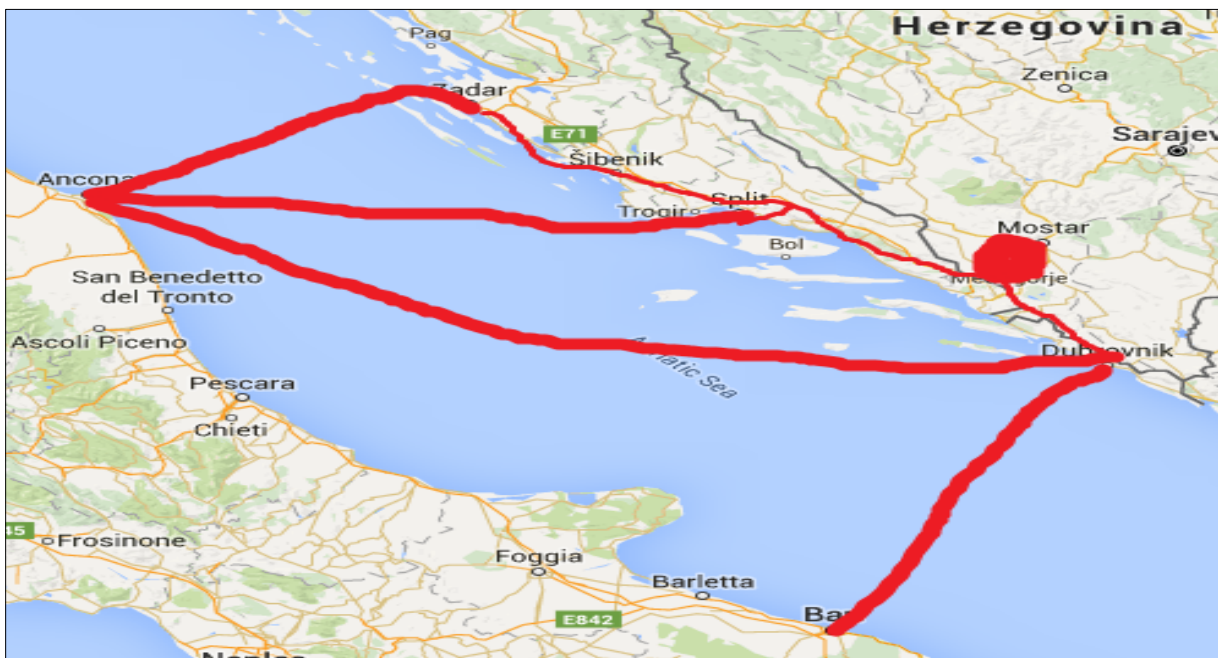 Herzegovina
Pag
Zenica
Zadar
E71
Sarajev
Šibenik
Ancona
Split
Trogir
Mostar
Bol
San Benedetto
del Tronto
Ascoli Piceno
Dubrovnik
Adriatic Sea
Pescara
Chieti
45
Frosinone
Foggia
Barletta
E842